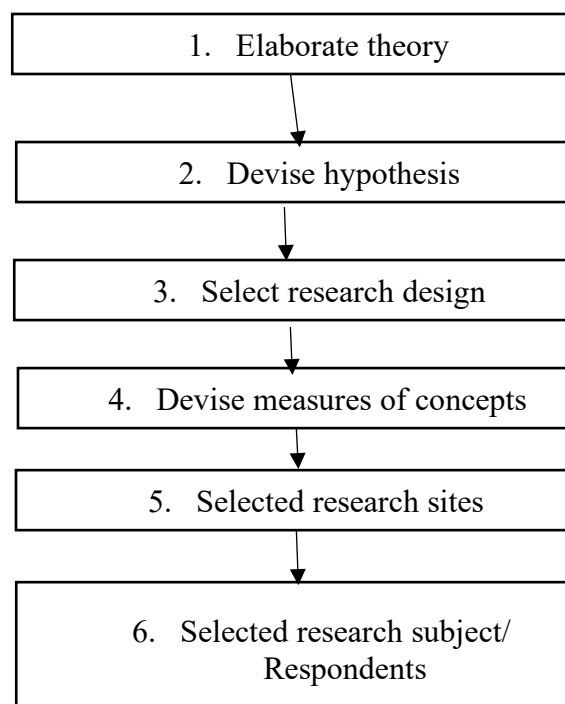 1. Elaborate theory
2. Devise hypothesis
3. Select research design
4. Devise measures of concepts
5. Selected research sites
6. Selected research subject/
Respondents